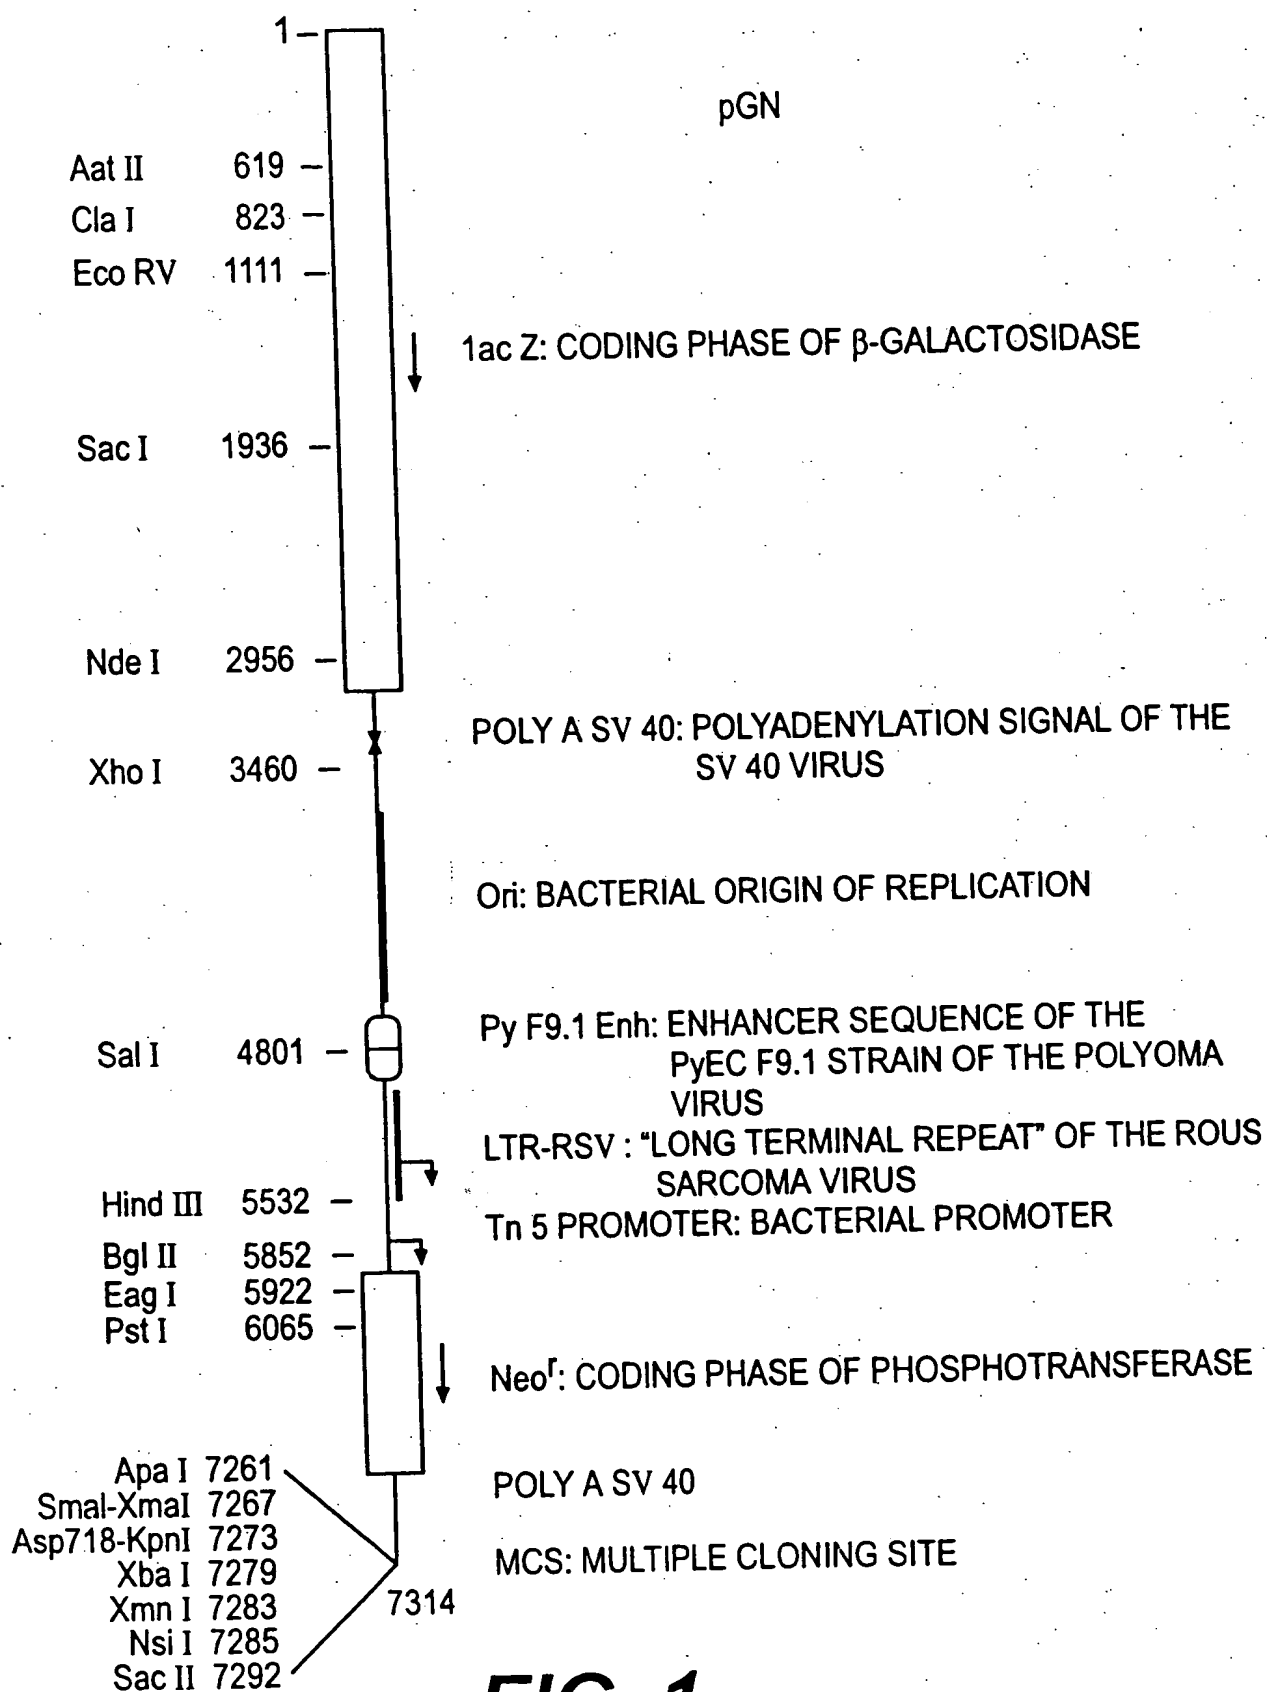 1
pGN
Aat II 619
Cla I 823
Eco RV 1111
1ac Z: CODING PHASE OF β-GALACTOSIDASE
Sac I 1936
Nde I 2956
POLY A SV 40: POLYADENYLATION SIGNAL OF THE
SV 40 VIRUS
Xho I 3460
Ori: BACTERIAL ORIGIN OF REPLICATION
Py F9.1 Enh: ENHANCER SEQUENCE OF THE
PyEC F9.1 STRAIN OF THE POLYOMA
VIRUS
Sal I 4801
LTR-RSV : "LONG TERMINAL REPEAT" OF THE ROUS
SARCOMA VIRUS
Hind III 5532
Tn 5 PROMOTER: BACTERIAL PROMOTER
Bgl II 5852
Eag I 5922
Pst I 6065
Neoʳ: CODING PHASE OF PHOSPHOTRANSFERASE
Apa I 7261
POLY A SV 40
Smal-XmaI 7267
Asp718-KpnI 7273
MCS: MULTIPLE CLONING SITE
Xba I 7279
Xmn I 7283
7314
Nsi I 7285
Sac II 7292
FIG. 1